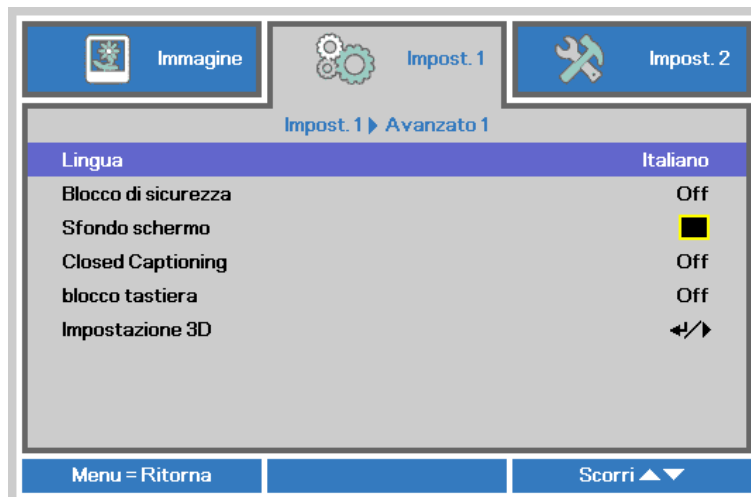 Immagine Impost. 1 Impost. 2
Impost. 1 ▶ Avanzato 1
Lingua Italiano
Blocco di sicurezza Off
Sfondo schermo
Closed Captioning Off
blocco tastiera Off
Impostazione 3D ↵/▶
Menu = Ritorna Scorri ▲▼